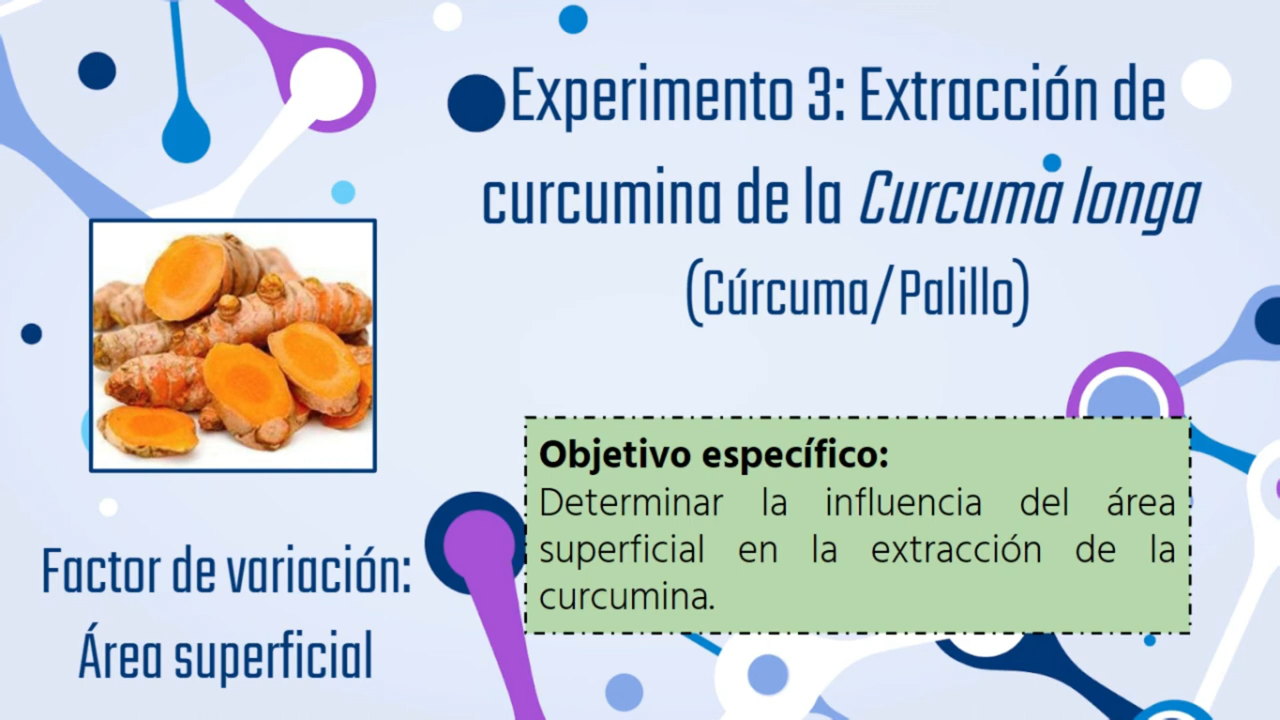 Experimento 3: Extracción de
curcumina de la Curcuma longa
(Cúrcuma/Palillo)
Objetivo específico:
Determinar la influencia del área
superficial en la extracción de la
curcumina.
Factor de variación:
Área superficial